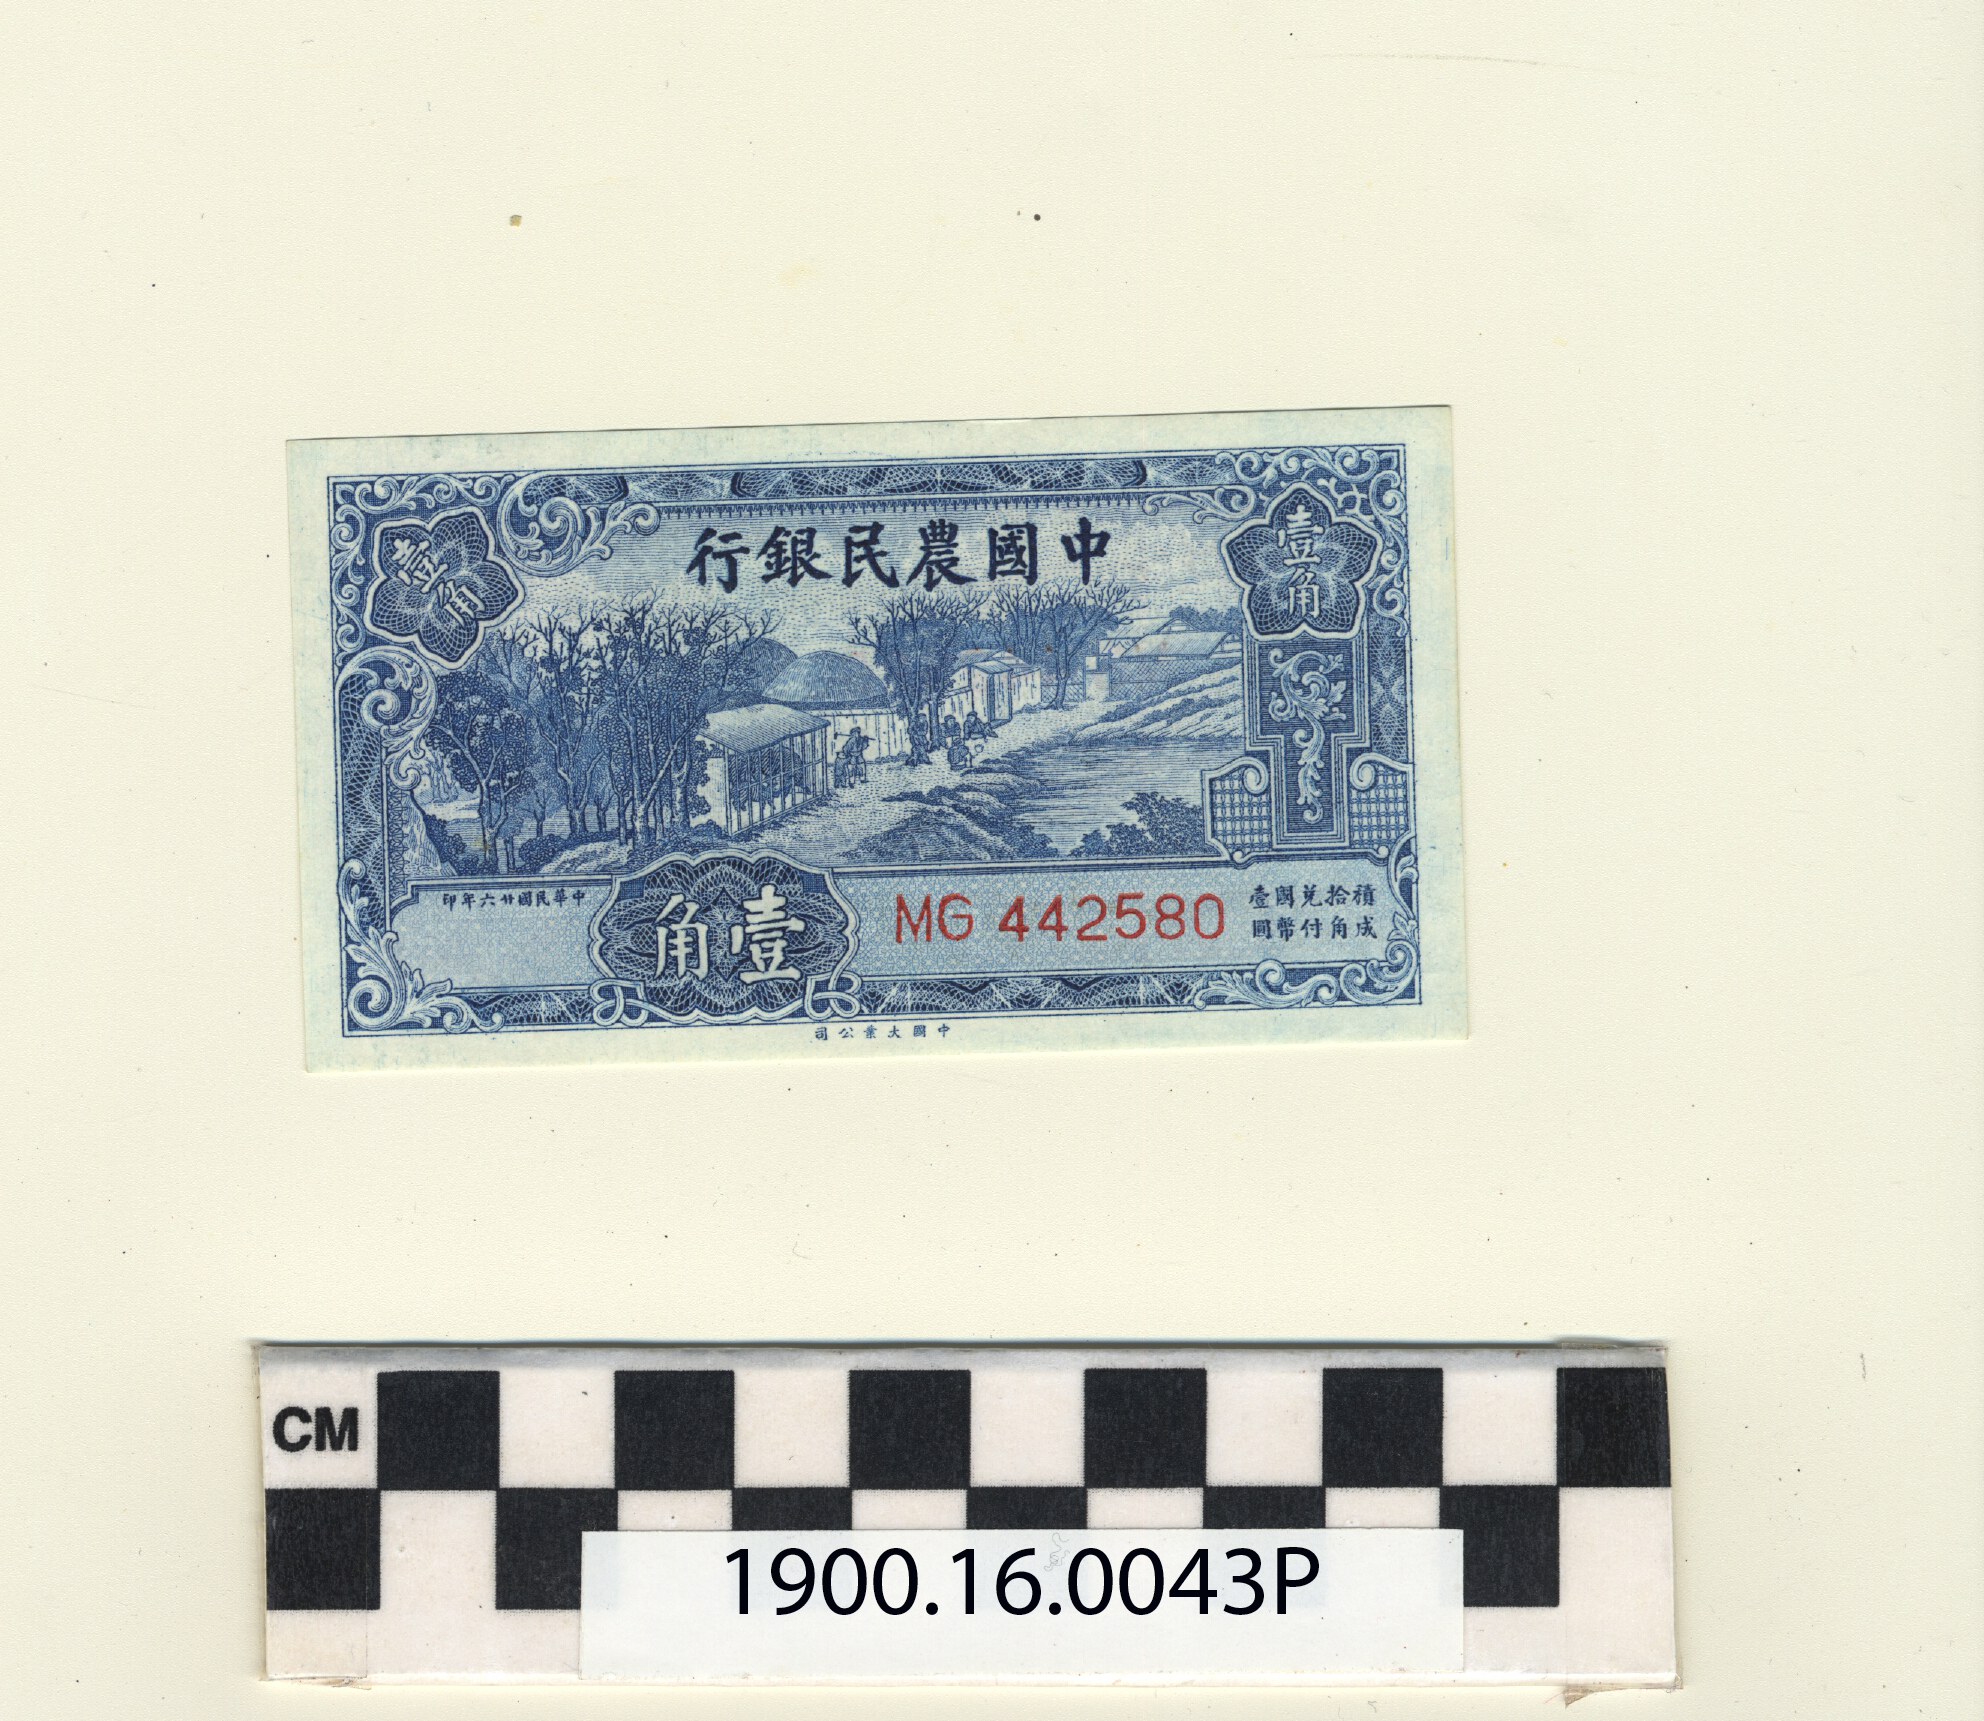 中國農民銀行
壹角
壹角
中華民國廿六年印
壹角
MG 442580
積成
拾角
兌付
國幣
壹圓
中國大業公司
CM
1900.16.0043P